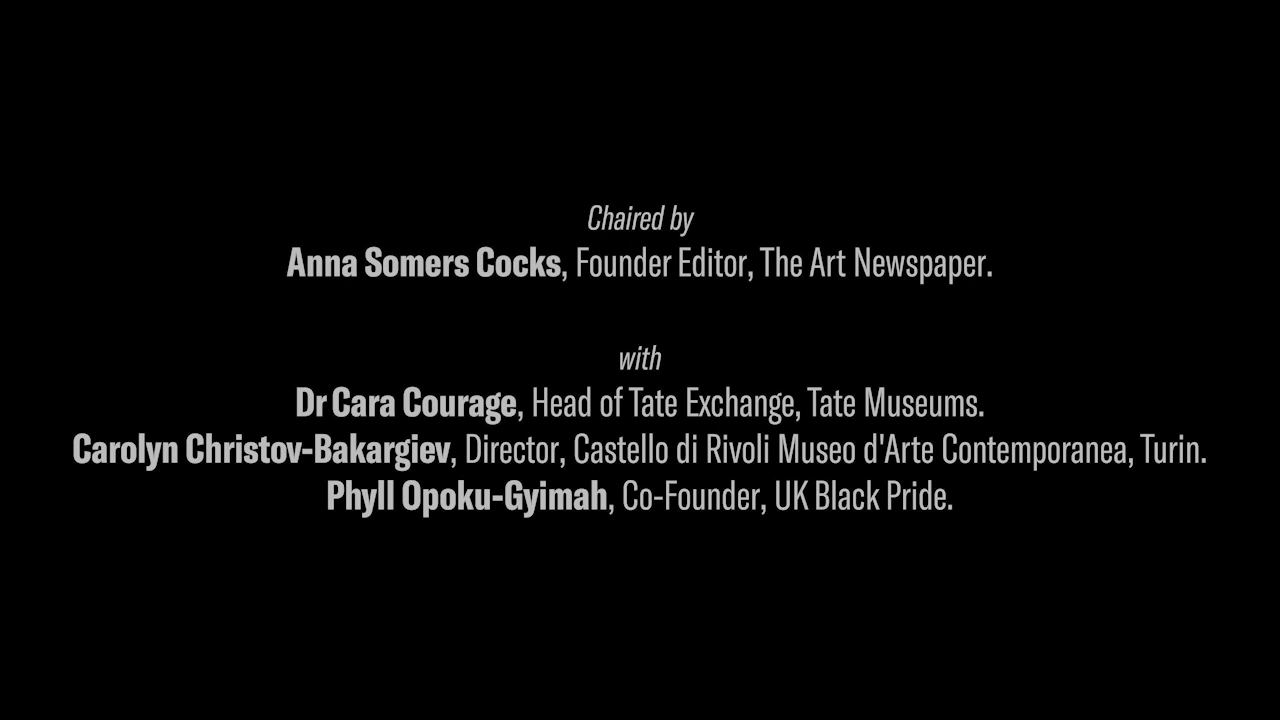 Chaired by
Anna Somers Cocks, Founder Editor, The Art Newspaper.
with
Dr Cara Courage, Head of Tate Exchange, Tate Museums.
Carolyn Christov-Bakargiev, Director, Castello di Rivoli Museo d'Arte Contemporanea, Turin.
Phyll Opoku-Gyimah, Co-Founder, UK Black Pride.